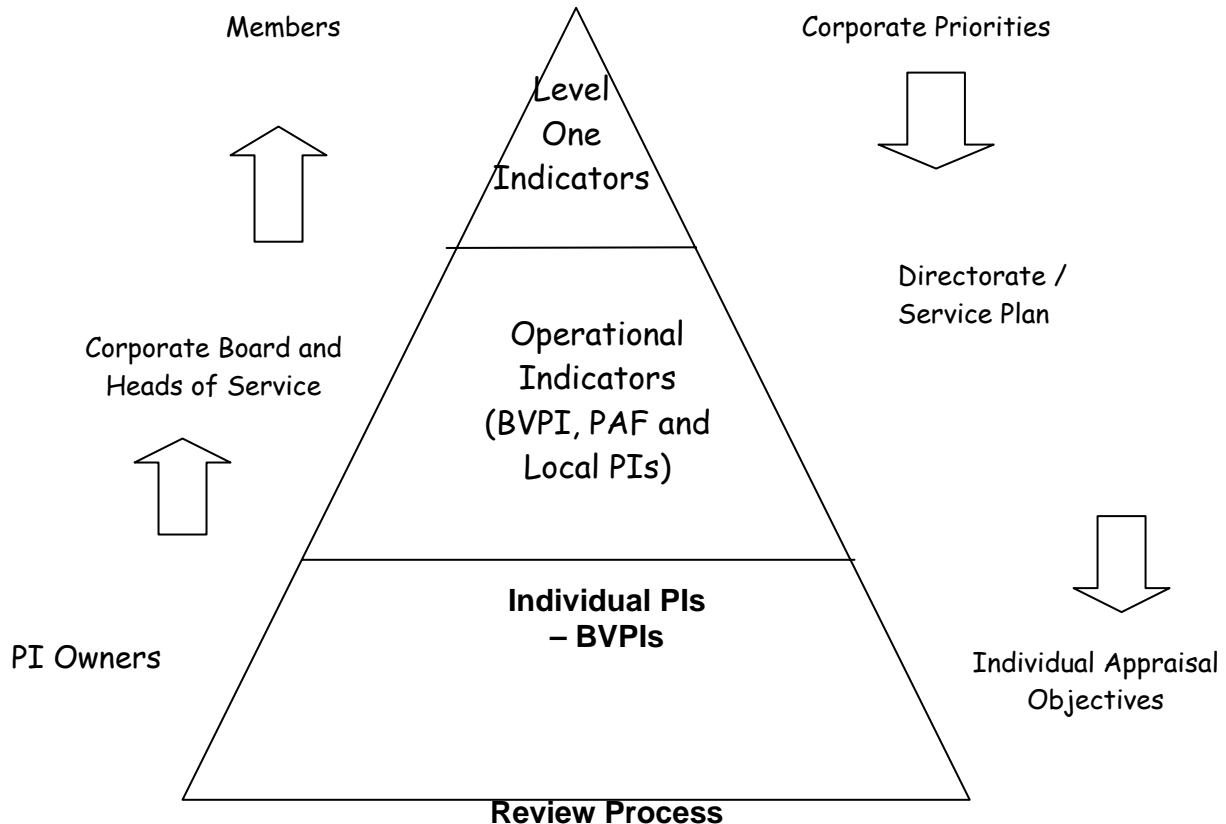 Members
Corporate Priorities
Level
One
Indicators
Directorate /
Service Plan
Corporate Board and
Heads of Service
Operational
Indicators
(BVPI, PAF and
Local PIs)
Individual PIs
– BVPIs
PI Owners
Individual Appraisal
Objectives
Review Process